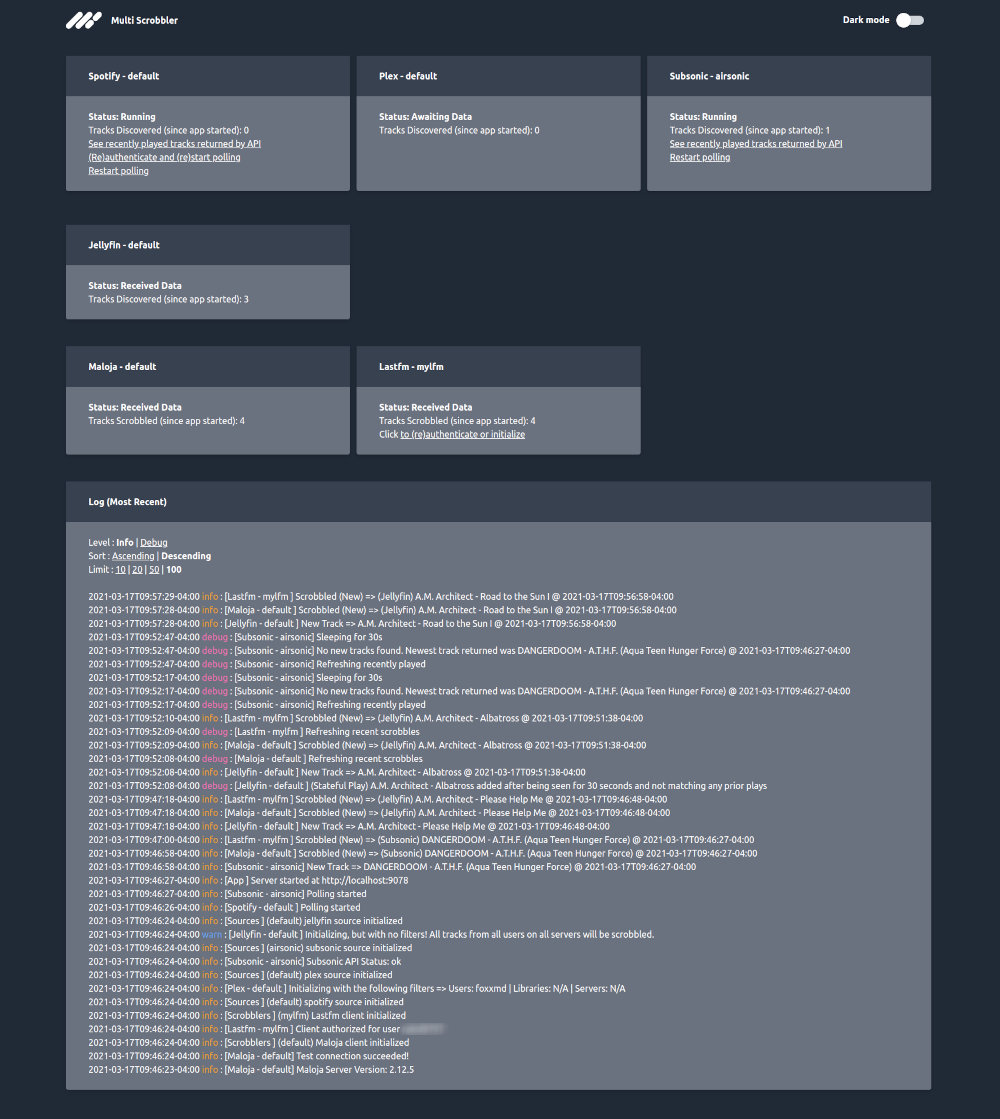 Multi Scrobbler
Dark mode
Spotify - default
Status: Running
Tracks Discovered (since app started): 0
See recently played tracks returned by API
(Re)authenticate and (re)start polling
Restart polling
Plex - default
Status: Awaiting Data
Tracks Discovered (since app started): 0
Subsonic - airsonic
Status: Running
Tracks Discovered (since app started): 1
See recently played tracks returned by API
Restart polling
Jellyfin - default
Status: Received Data
Tracks Discovered (since app started): 3
Maloja - default
Status: Received Data
Tracks Scrobbled (since app started): 4
Lastfm - mylfm
Status: Received Data
Tracks Scrobbled (since app started): 4
Click to (re)authenticate or initialize
Log (Most Recent)
Level : Info | Debug
Sort : Ascending | Descending
Limit : 10 | 20 | 50 | 100
2021-03-17T09:57:29-04:00 info : [Lastfm - mylfm ] Scrobbled (New) => (Jellyfin) A.M. Architect - Road to the Sun I @ 2021-03-17T09:56:58-04:00
2021-03-17T09:57:28-04:00 info : [Maloja - default ] Scrobbled (New) => (Jellyfin) A.M. Architect - Road to the Sun I @ 2021-03-17T09:56:58-04:00
2021-03-17T09:57:28-04:00 info : [Jellyfin - default ] New Track => A.M. Architect - Road to the Sun I @ 2021-03-17T09:56:58-04:00
2021-03-17T09:52:47-04:00 debug : [Subsonic - airsonic] Sleeping for 30s
2021-03-17T09:52:47-04:00 debug : [Subsonic - airsonic] No new tracks found. Newest track returned was DANGERDOOM - A.T.H.F. (Aqua Teen Hunger Force) @ 2021-03-17T09:46:27-04:00
2021-03-17T09:52:47-04:00 debug : [Subsonic - airsonic] Refreshing recently played
2021-03-17T09:52:17-04:00 debug : [Subsonic - airsonic] Sleeping for 30s
2021-03-17T09:52:17-04:00 debug : [Subsonic - airsonic] No new tracks found. Newest track returned was DANGERDOOM - A.T.H.F. (Aqua Teen Hunger Force) @ 2021-03-17T09:46:27-04:00
2021-03-17T09:52:17-04:00 debug : [Subsonic - airsonic] Refreshing recently played
2021-03-17T09:52:10-04:00 info : [Lastfm - mylfm ] Scrobbled (New) => (Jellyfin) A.M. Architect - Albatross @ 2021-03-17T09:51:38-04:00
2021-03-17T09:52:09-04:00 debug : [Lastfm - mylfm ] Refreshing recent scrobbles
2021-03-17T09:52:09-04:00 info : [Maloja - default ] Scrobbled (New) => (Jellyfin) A.M. Architect - Albatross @ 2021-03-17T09:51:38-04:00
2021-03-17T09:52:08-04:00 debug : [Maloja - default ] Refreshing recent scrobbles
2021-03-17T09:52:08-04:00 info : [Jellyfin - default ] New Track => A.M. Architect - Albatross @ 2021-03-17T09:51:38-04:00
2021-03-17T09:52:08-04:00 debug : [Jellyfin - default ] (Stateful Play) A.M. Architect - Albatross added after being seen for 30 seconds and not matching any prior plays
2021-03-17T09:47:18-04:00 info : [Lastfm - mylfm ] Scrobbled (New) => (Jellyfin) A.M. Architect - Please Help Me @ 2021-03-17T09:46:48-04:00
2021-03-17T09:47:18-04:00 info : [Maloja - default ] Scrobbled (New) => (Jellyfin) A.M. Architect - Please Help Me @ 2021-03-17T09:46:48-04:00
2021-03-17T09:47:18-04:00 info : [Jellyfin - default ] New Track => A.M. Architect - Please Help Me @ 2021-03-17T09:46:48-04:00
2021-03-17T09:47:00-04:00 info : [Lastfm - mylfm ] Scrobbled (New) => (Subsonic) DANGERDOOM - A.T.H.F. (Aqua Teen Hunger Force) @ 2021-03-17T09:46:27-04:00
2021-03-17T09:46:58-04:00 info : [Maloja - default ] Scrobbled (New) => (Subsonic) DANGERDOOM - A.T.H.F. (Aqua Teen Hunger Force) @ 2021-03-17T09:46:27-04:00
2021-03-17T09:46:58-04:00 info : [Subsonic - airsonic] New Track => DANGERDOOM - A.T.H.F. (Aqua Teen Hunger Force) @ 2021-03-17T09:46:27-04:00
2021-03-17T09:46:27-04:00 info : [App ] Server started at http://localhost:9078
2021-03-17T09:46:27-04:00 info : [Subsonic - airsonic] Polling started
2021-03-17T09:46:26-04:00 info : [Spotify - default ] Polling started
2021-03-17T09:46:24-04:00 info : [Sources ] (default) jellyfin source initialized
2021-03-17T09:46:24-04:00 warn : [Jellyfin - default ] Initializing, but with no filters! All tracks from all users on all servers will be scrobbled.
2021-03-17T09:46:24-04:00 info : [Sources ] (airsonic) subsonic source initialized
2021-03-17T09:46:24-04:00 info : [Subsonic - airsonic] Subsonic API Status: ok
2021-03-17T09:46:24-04:00 info : [Sources ] (default) plex source initialized
2021-03-17T09:46:24-04:00 info : [Plex - default ] Initializing with the following filters => Users: foxxmd | Libraries: N/A | Servers: N/A
2021-03-17T09:46:24-04:00 info : [Sources ] (default) spotify source initialized
2021-03-17T09:46:24-04:00 info : [Scrobblers ] (mylfm) Lastfm client initialized
2021-03-17T09:46:24-04:00 info : [Lastfm - mylfm ] Client authorized for user
2021-03-17T09:46:24-04:00 info : [Scrobblers ] (default) Maloja client initialized
2021-03-17T09:46:24-04:00 info : [Maloja - default] Test connection succeeded!
2021-03-17T09:46:23-04:00 info : [Maloja - default] Maloja Server Version: 2.12.5